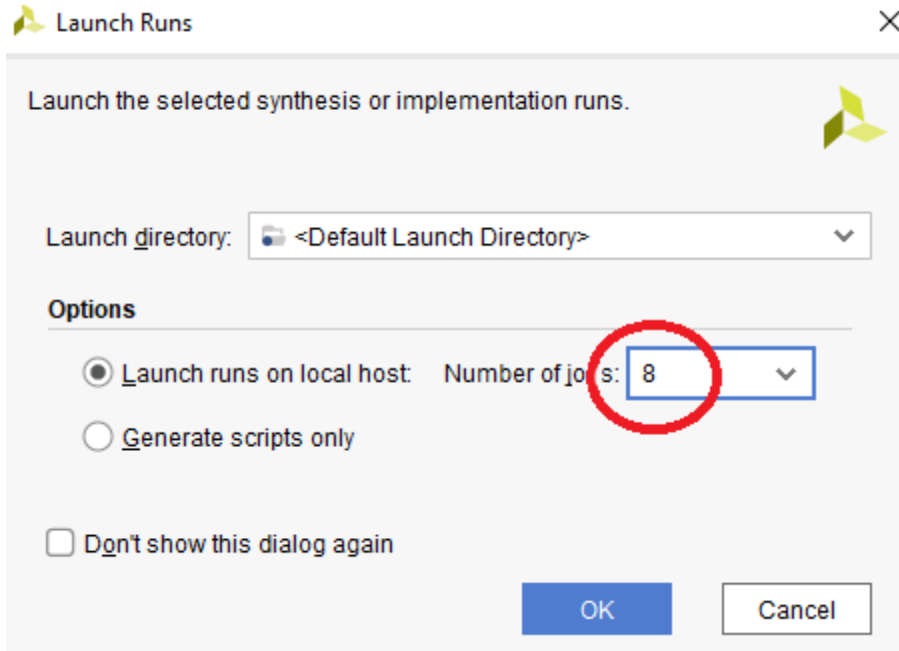 Launch Runs
Launch the selected synthesis or implementation runs.
Launch directory: <Default Launch Directory>
Options
Launch runs on local host: Number of jobs: 8
Generate scripts only
Don't show this dialog again
OK Cancel